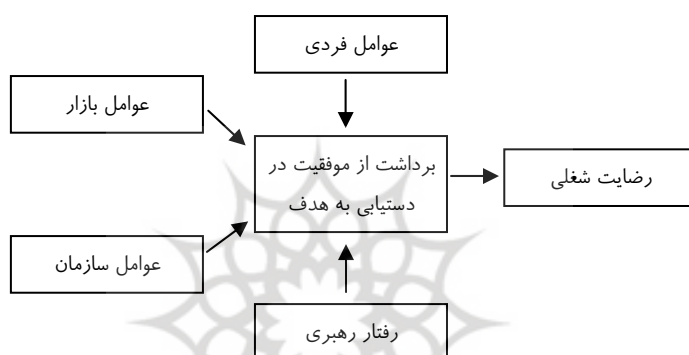 عوامل فردی
عوامل بازار
برداشت از موفقیت در
دستیابی به هدف
رضایت شغلی
عوامل سازمان
رفتار رهبری